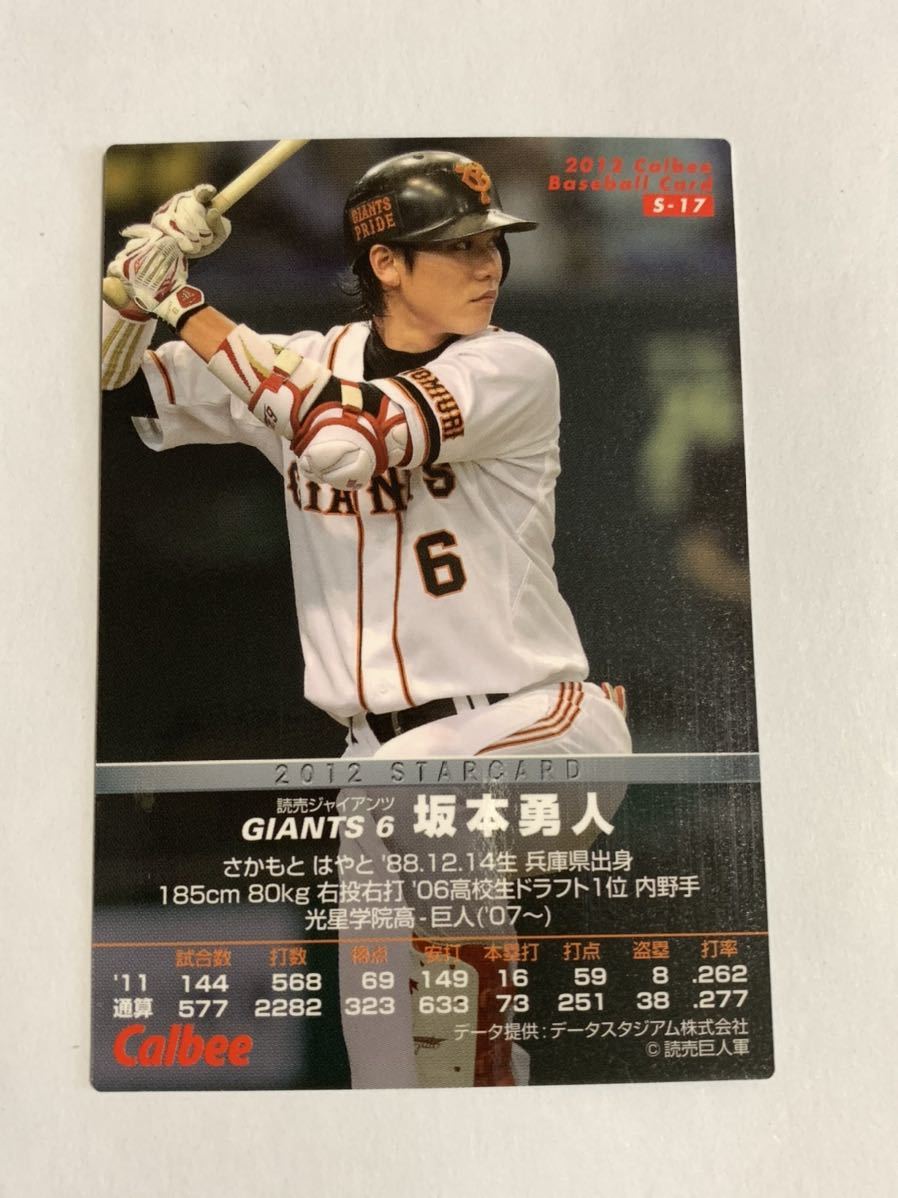 2012 Calbee
Baseball Card
S-17
GIANTS
PRIDE
YOMIURI
GIANTS
6
2012 STARCARD
読売ジャイアンツ
GIANTS 6 坂本勇人
さかもと はやと '88.12.14生 兵庫県出身
185cm 80kg 右投右打 '06高校生ドラフト1位 内野手
光星学院高-巨人('07〜)
試合数 打数 得点 安打 本塁打 打点 盗塁 打率
'11 144 568 69 149 16 59 8 .262
通算 577 2282 323 633 73 251 38 .277
Calbee
データ提供:データスタジアム株式会社
©読売巨人軍